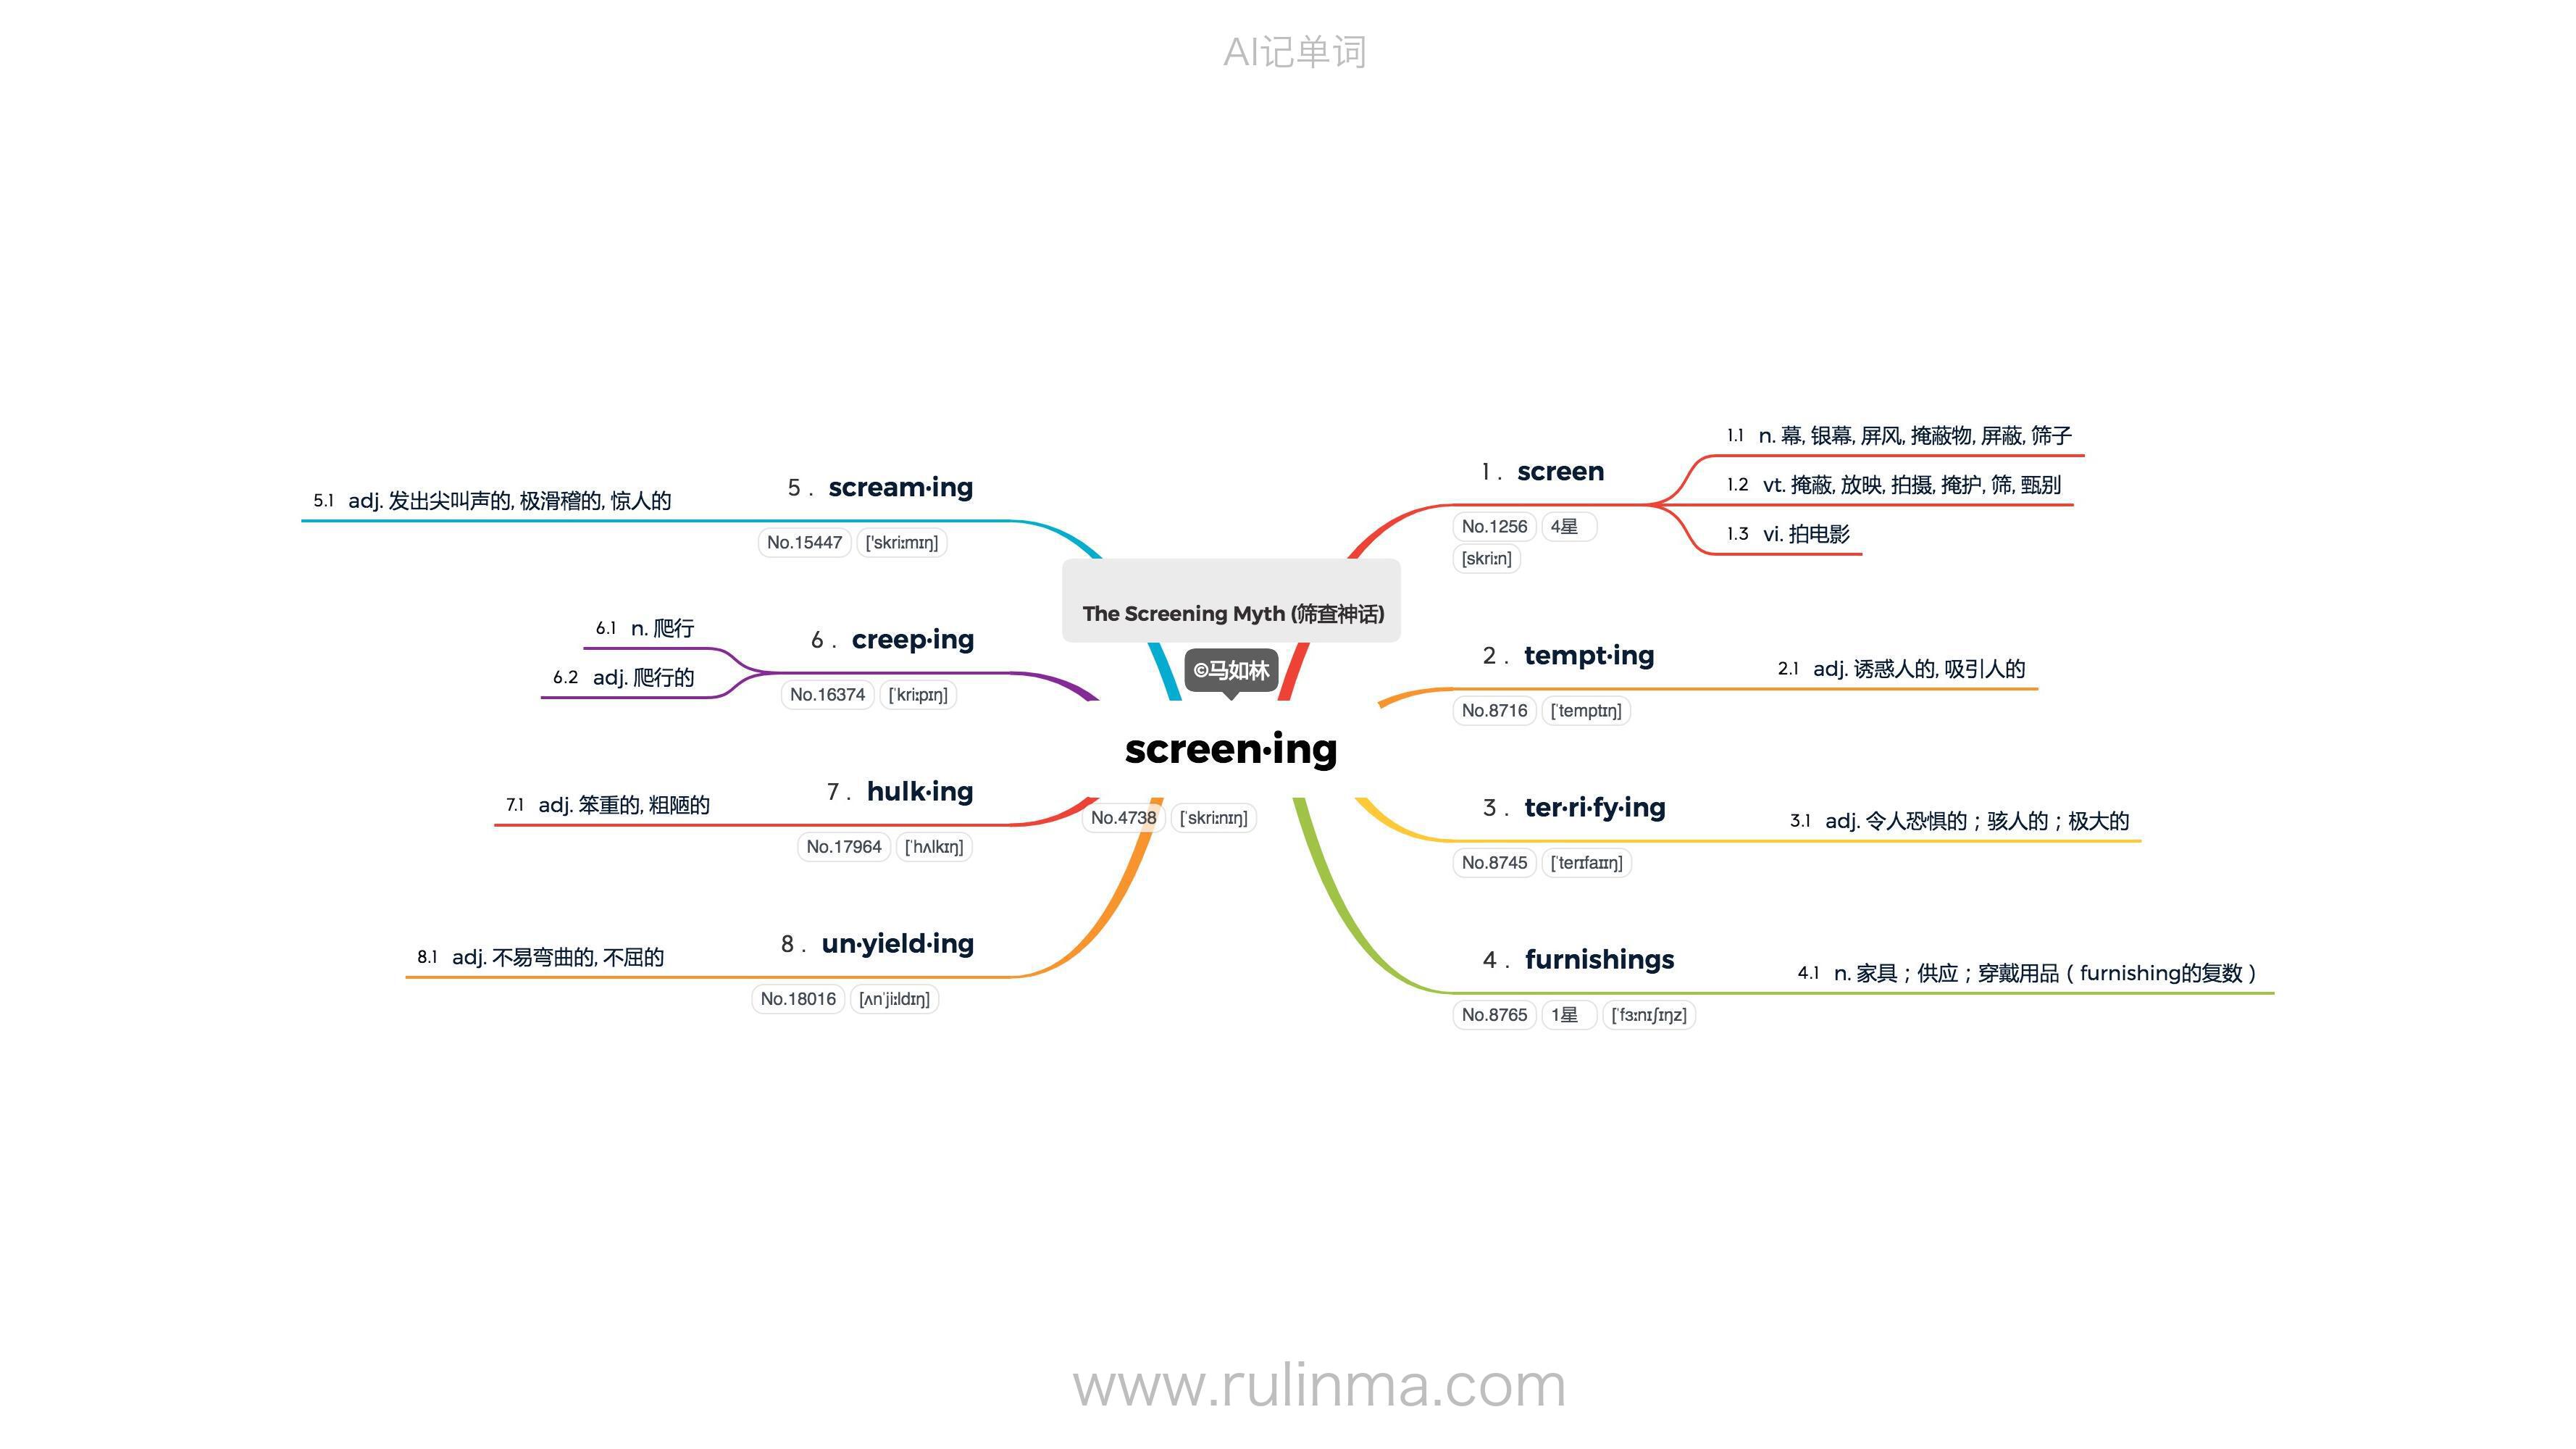 AI记单词
The Screening Myth (筛查神话)
©马如林
screen·ing
No.4738 [ˈskriːnɪŋ]
1 . screen
No.1256 4星
[skriːn]
1.1 n. 幕, 银幕, 屏风, 掩蔽物, 屏蔽, 筛子
1.2 vt. 掩蔽, 放映, 拍摄, 掩护, 筛, 甄别
1.3 vi. 拍电影
2 . tempt·ing
No.8716 [ˈtemptɪŋ]
2.1 adj. 诱惑人的, 吸引人的
3 . ter·ri·fy·ing
No.8745 [ˈterɪfaɪɪŋ]
3.1 adj. 令人恐惧的；骇人的；极大的
4 . furnishings
No.8765 1星 [ˈfɜːnɪʃɪŋz]
4.1 n. 家具；供应；穿戴用品（furnishing的复数）
5 . scream·ing
No.15447 ['skriːmɪŋ]
5.1 adj. 发出尖叫声的, 极滑稽的, 惊人的
6 . creep·ing
No.16374 [ˈkriːpɪŋ]
6.1 n. 爬行
6.2 adj. 爬行的
7 . hulk·ing
No.17964 [ˈhʌlkɪŋ]
7.1 adj. 笨重的, 粗陋的
8 . un·yield·ing
No.18016 [ʌnˈjiːldɪŋ]
8.1 adj. 不易弯曲的, 不屈的
www.rulinma.com